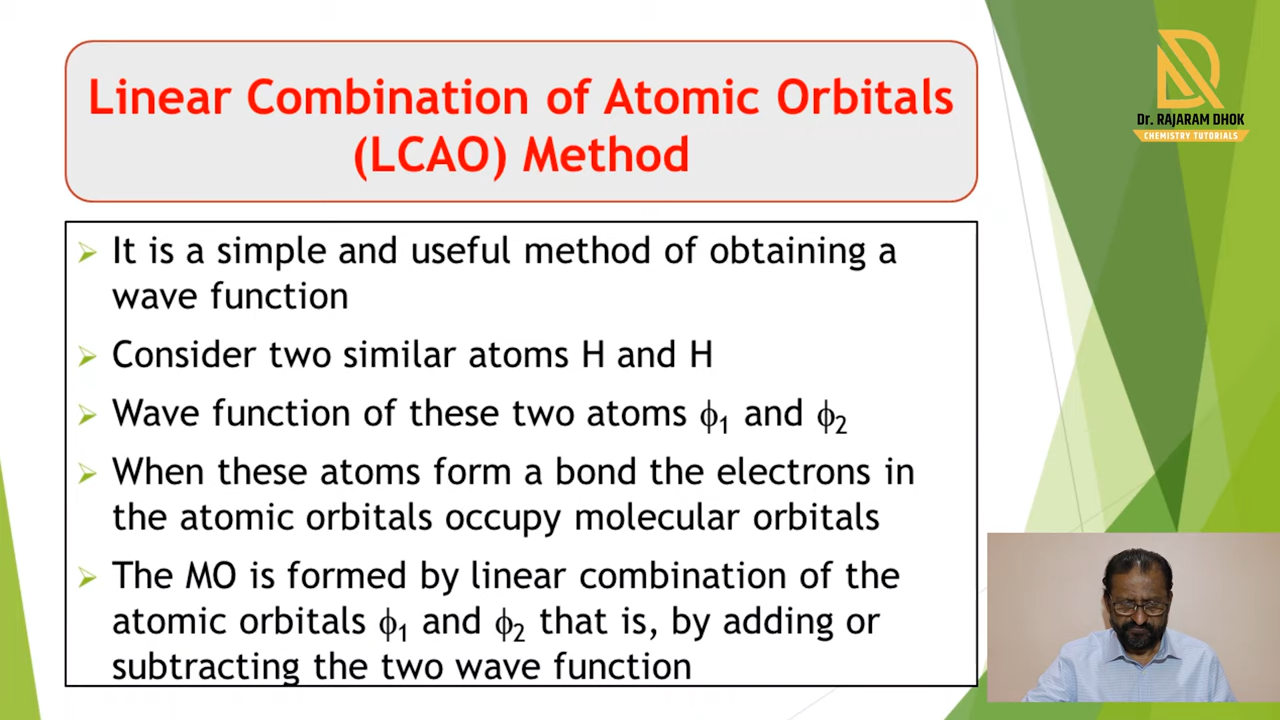 Linear Combination of Atomic Orbitals
(LCAO) Method
Dr. RAJARAM DHOK
CHEMISTRY TUTORIALS
➢ It is a simple and useful method of obtaining a
wave function
➢ Consider two similar atoms H and H
➢ Wave function of these two atoms ϕ₁ and ϕ₂
➢ When these atoms form a bond the electrons in
the atomic orbitals occupy molecular orbitals
➢ The MO is formed by linear combination of the
atomic orbitals ϕ₁ and ϕ₂ that is, by adding or
subtracting the two wave function